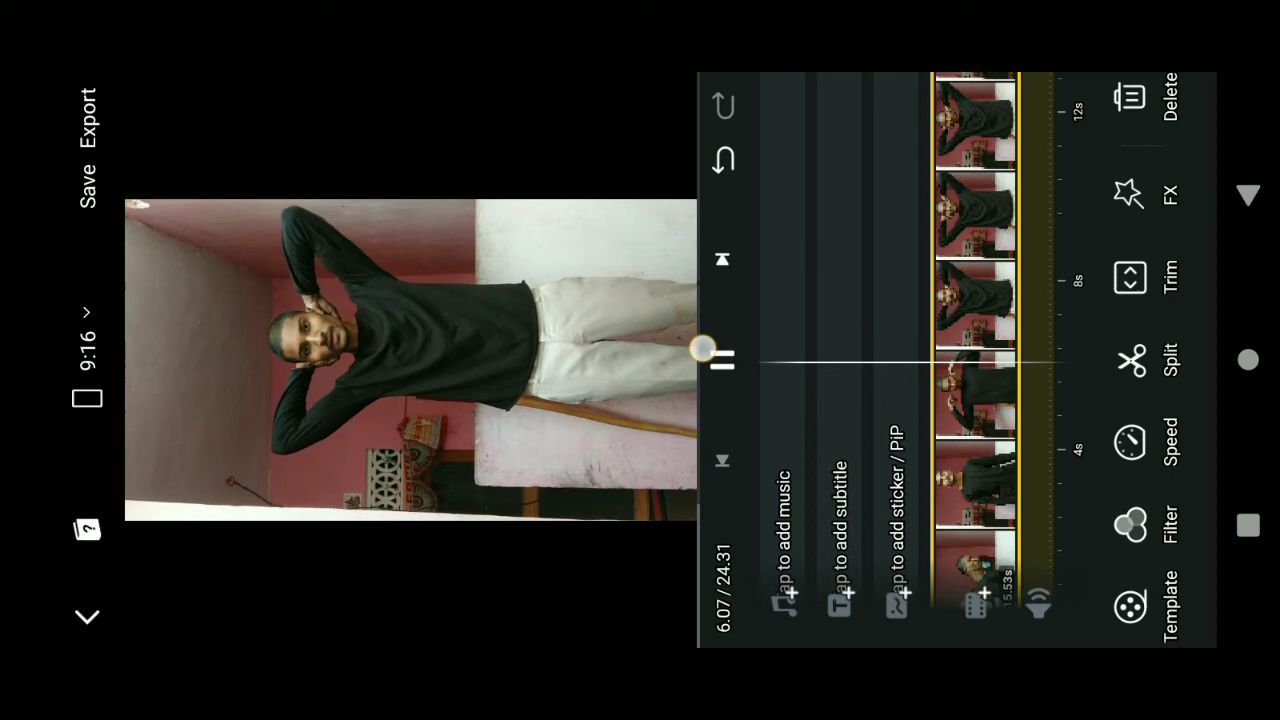 9:16
Save
Export
6.07 / 24.31
ap to add music
ap to add subtitle
ap to add sticker / PiP
15.53s
4s
8s
12s
Template
Filter
Speed
Split
Trim
FX
Delete